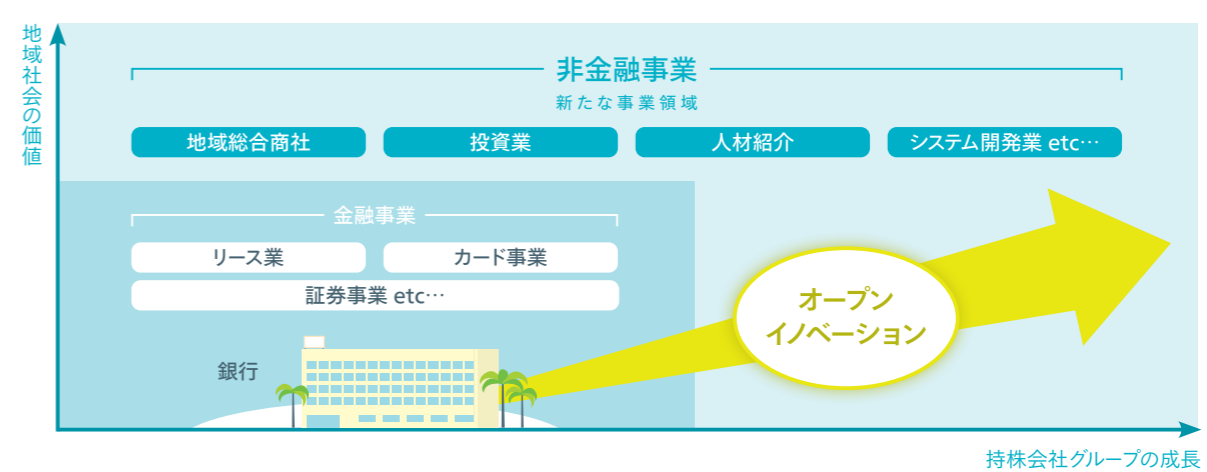 地域社会の価値
非金融事業
新たな事業領域
地域総合商社
投資業
人材紹介
システム開発業 etc…
金融事業
リース業
カード事業
証券事業 etc…
オープン
イノベーション
銀行
持株会社グループの成長